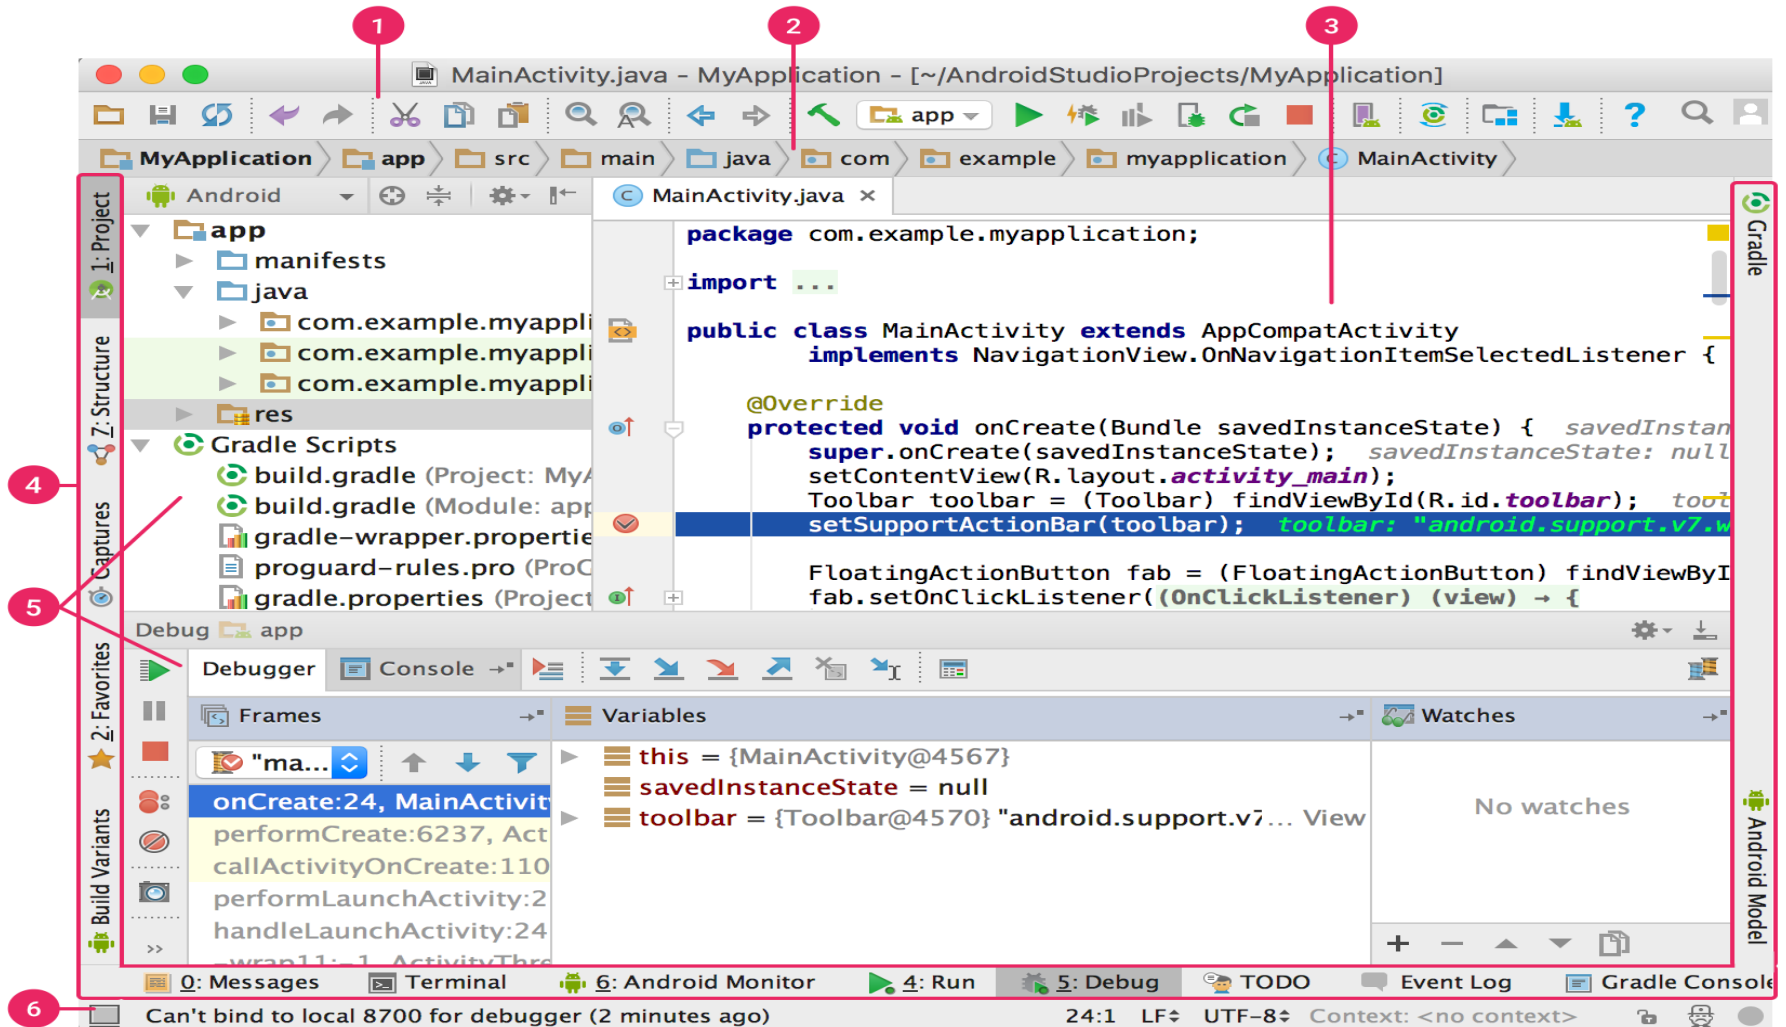 1 2 3
MainActivity.java - MyApplication - [~/AndroidStudioProjects/MyApplication]
app
MyApplication app src main java com example myapplication MainActivity
Android
MainActivity.java
app
manifests
java
com.example.myappli
com.example.myappli
com.example.myappli
res
Gradle Scripts
build.gradle (Project: MyA
build.gradle (Module: app
gradle-wrapper.propertie
proguard-rules.pro (ProG
gradle.properties (Project
package com.example.myapplication;
import ...
public class MainActivity extends AppCompatActivity
implements NavigationView.OnNavigationItemSelectedListener {
@Override
protected void onCreate(Bundle savedInstanceState) { savedInstan
super.onCreate(savedInstanceState); savedInstanceState: null
setContentView(R.layout.activity_main);
Toolbar toolbar = (Toolbar) findViewById(R.id.toolbar); tool
setSupportActionBar(toolbar); toolbar: "android.support.v7.w
FloatingActionButton fab = (FloatingActionButton) findViewByI
fab.setOnClickListener((OnClickListener) (view) → {
1: Project
7: Structure
Captures
2: Favorites
Build Variants
4
5
6
Gradle
Android Model
Debug app
Debugger Console
Frames Variables Watches
"ma...
onCreate:24, MainActivit
performCreate:6237, Act
callActivityOnCreate:110
performLaunchActivity:2
handleLaunchActivity:24
-wrap11:-1, ActivityThre
this = {MainActivity@4567}
savedInstanceState = null
toolbar = {Toolbar@4570} "android.support.v7... View
No watches
0: Messages Terminal 6: Android Monitor 4: Run 5: Debug TODO Event Log Gradle Console
Can't bind to local 8700 for debugger (2 minutes ago) 24:1 LF UTF-8 Context: <no context>